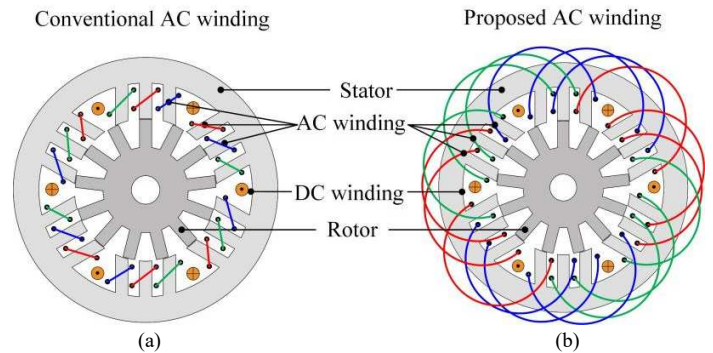 Conventional AC winding
Proposed AC winding
Stator
AC winding
DC winding
Rotor
(a)
(b)